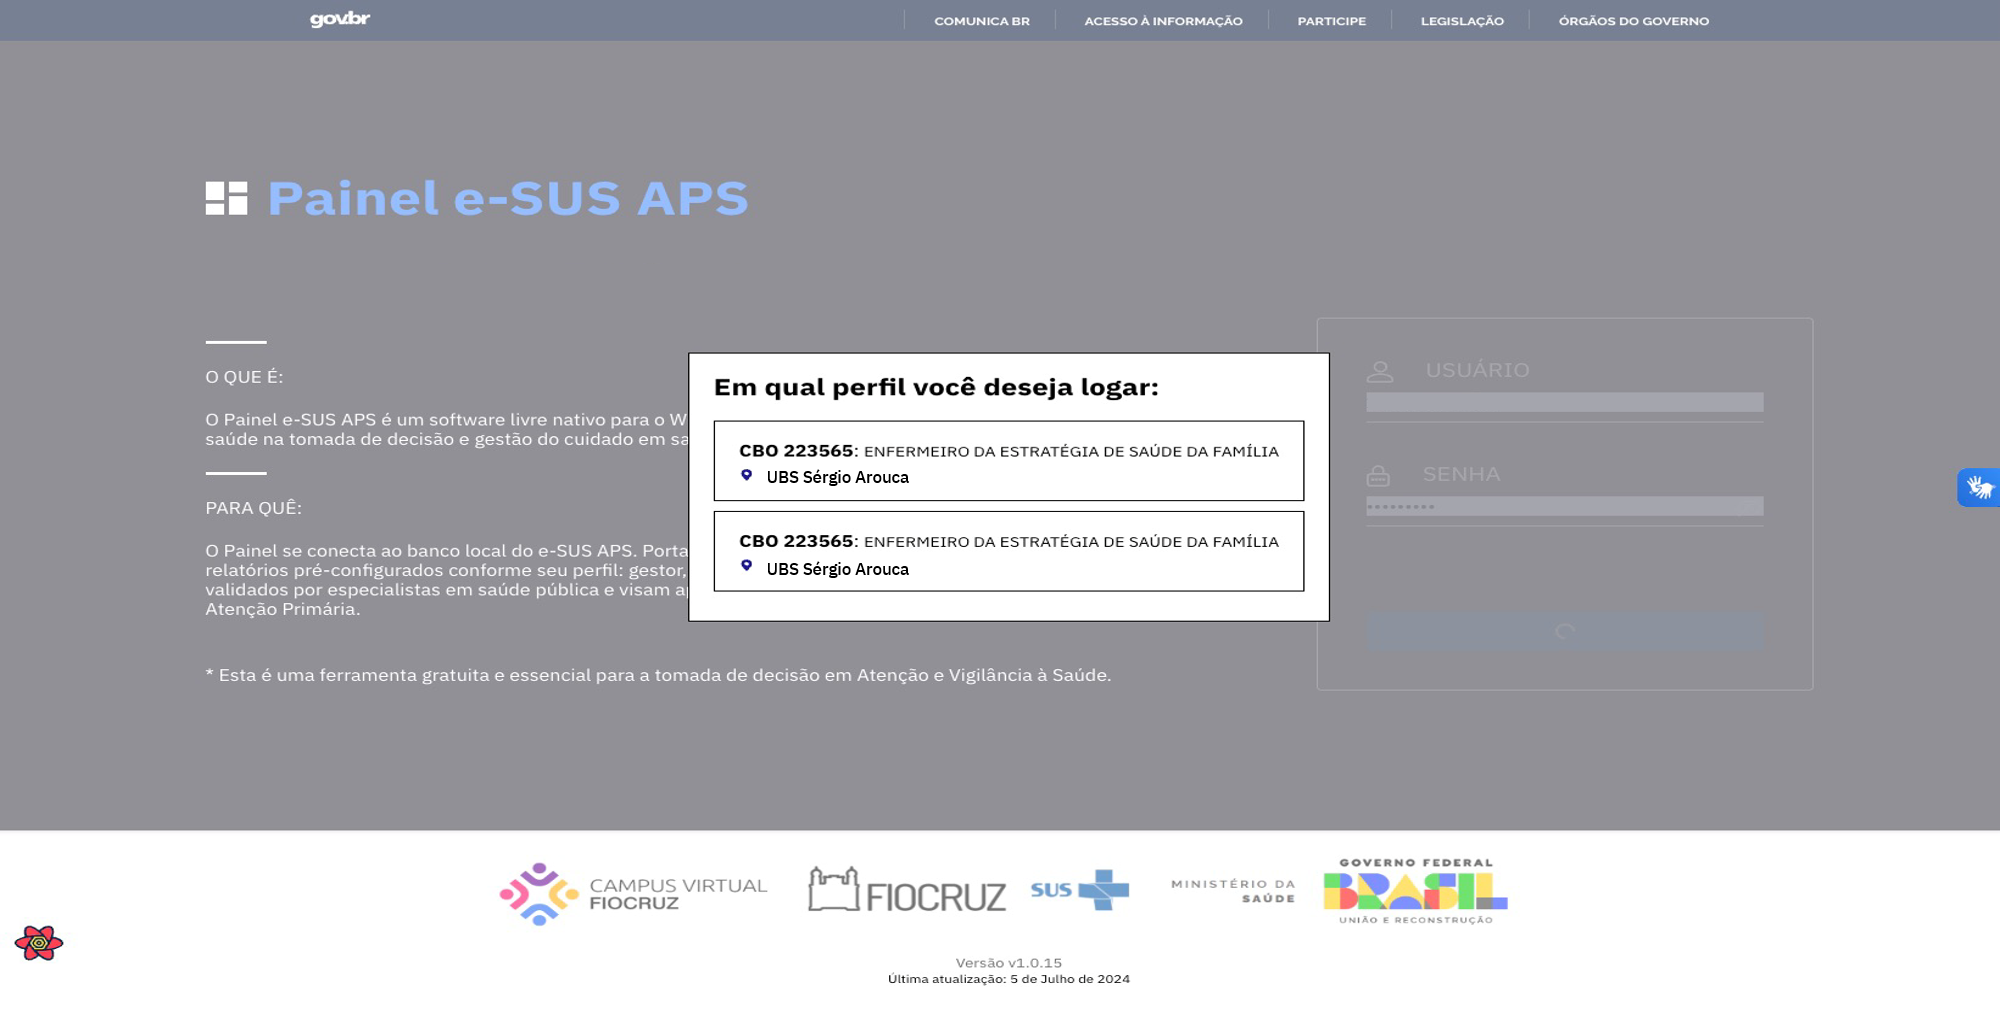 gov.br
COMUNICA BR
ACESSO À INFORMAÇÃO
PARTICIPE
LEGISLAÇÃO
ÓRGÃOS DO GOVERNO
Painel e-SUS APS
O QUE É:
O Painel e-SUS APS é um software livre nativo para o W
saúde na tomada de decisão e gestão do cuidado em sa
PARA QUÊ:
O Painel se conecta ao banco local do e-SUS APS. Porta
relatórios pré-configurados conforme seu perfil: gestor,
validados por especialistas em saúde pública e visam ap
Atenção Primária.
* Esta é uma ferramenta gratuita e essencial para a tomada de decisão em Atenção e Vigilância à Saúde.
Em qual perfil você deseja logar:
CBO 223565: ENFERMEIRO DA ESTRATÉGIA DE SAÚDE DA FAMÍLIA
UBS Sérgio Arouca
CBO 223565: ENFERMEIRO DA ESTRATÉGIA DE SAÚDE DA FAMÍLIA
UBS Sérgio Arouca
USUÁRIO
SENHA
CAMPUS VIRTUAL
FIOCRUZ
FIOCRUZ
SUS
MINISTÉRIO DA
SAÚDE
GOVERNO FEDERAL
BRASIL
UNIÃO E RECONSTRUÇÃO
Versão v1.0.15
Última atualização: 5 de Julho de 2024